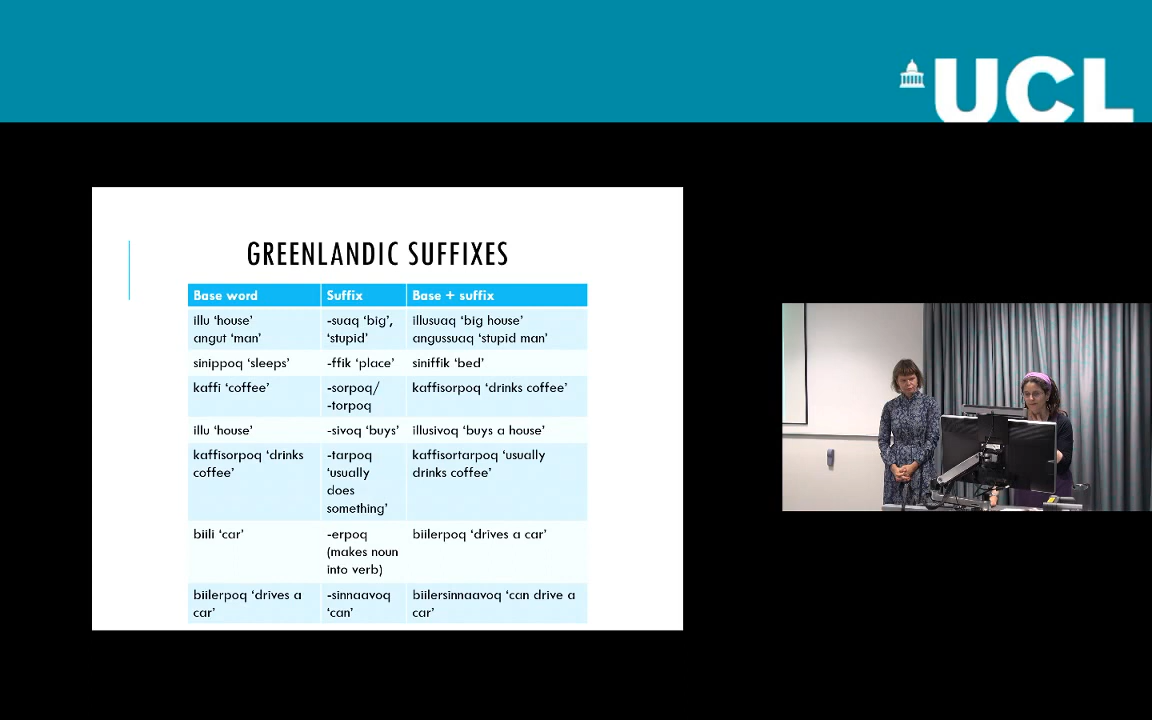 UCL
GREENLANDIC SUFFIXES
Base word Suffix Base + suffix
illu ‘house’ -suaq ‘big’, illusuaq ‘big house’
angut ‘man’ ‘stupid’ angussuaq ‘stupid man’
sinippoq ‘sleeps’ -ffik ‘place’ siniffik ‘bed’
kaffi ‘coffee’ -sorpoq/ kaffisorpoq ‘drinks coffee’
-torpoq
illu ‘house’ -sivoq ‘buys’ illusivoq ‘buys a house’
kaffisorpoq ‘drinks -tarpoq kaffisortarpoq ‘usually
coffee’ ‘usually drinks coffee’
does
something’
biili ‘car’ -erpoq biilerpoq ‘drives a car’
(makes noun
into verb)
biilerpoq ‘drives a -sinnaavoq biilersinnaavoq ‘can drive a
car’ ‘can’ car’